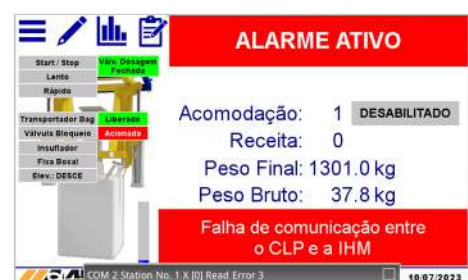 ALARME ATIVO
Start / Stop
Válv. Dosagem
Fechado
Lento
Rápido
Transportador Bag
Liberado
Válvula Bloqueio
Acionada
Insuflador
Fixa Bocal
Elev.: DESCE
Acomodação: 1 DESABILITADO
Receita: 0
Peso Final: 1301.0 kg
Peso Bruto: 37.8 kg
Falha de comunicação entre
o CLP e a IHM
COM 2 Station No. 1 X [0] Read Error 3
10/07/2023